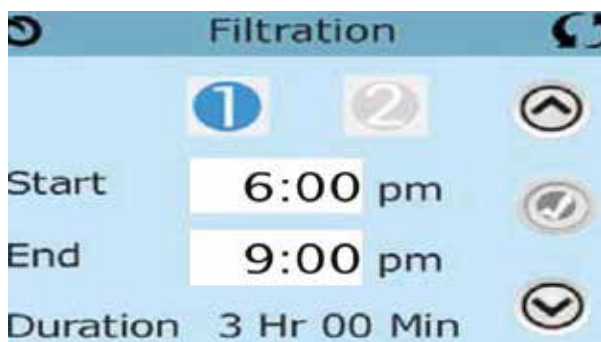 Filtration
1 2
Start 6:00 pm
End 9:00 pm
Duration 3 Hr 00 Min